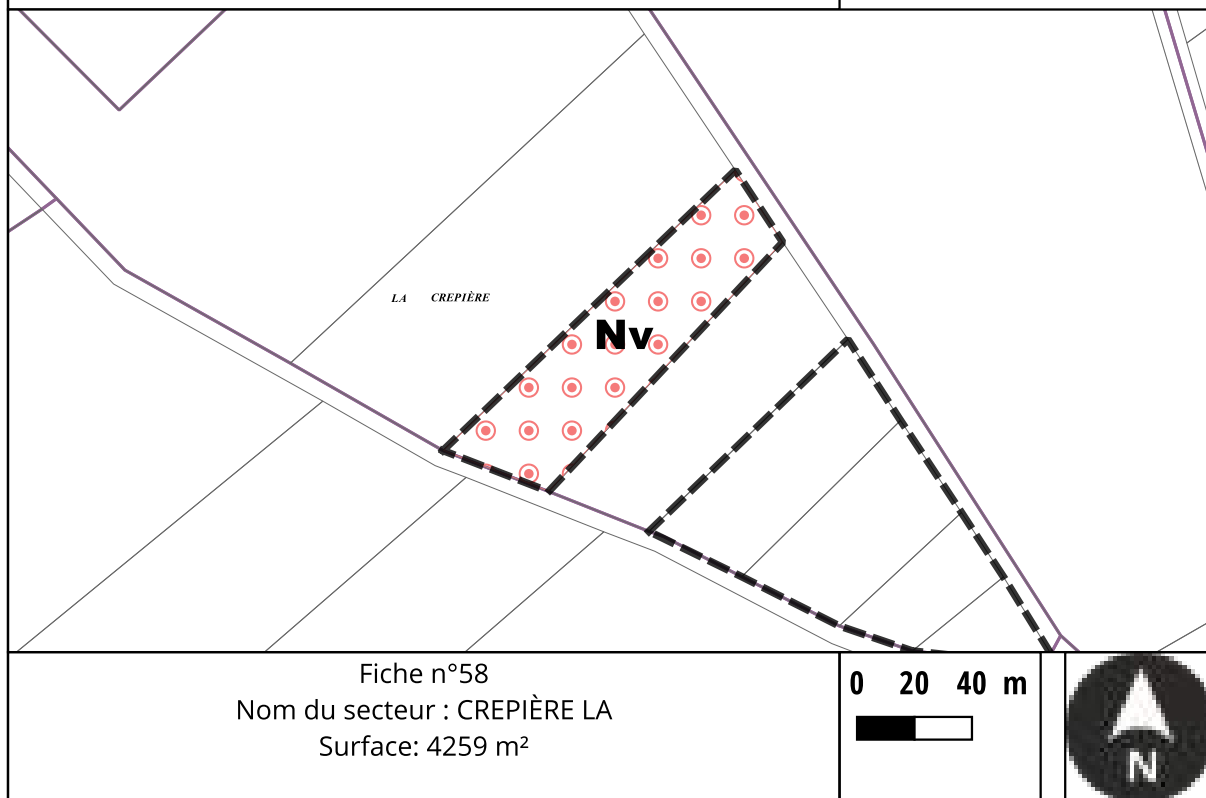 LA CREPIÈRE
Nv
Fiche n°58
Nom du secteur : CREPIÈRE LA
Surface: 4259 m²
0 20 40 m
N